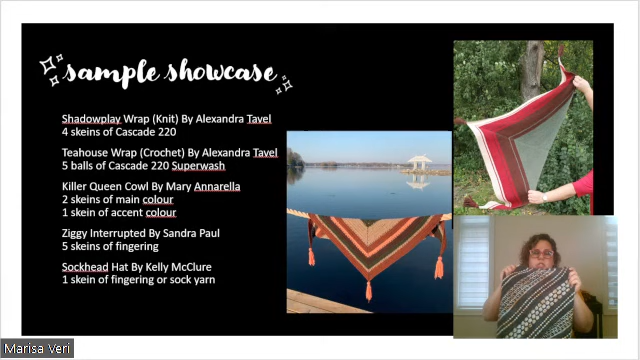 sample showcase
Shadowplay Wrap (Knit) By Alexandra Tavel
4 skeins of Cascade 220
Teahouse Wrap (Crochet) By Alexandra Tavel
5 balls of Cascade 220 Superwash
Killer Queen Cowl By Mary Annarella
2 skeins of main colour
1 skein of accent colour
Ziggy Interrupted By Sandra Paul
5 skeins of fingering
Sockhead Hat By Kelly McClure
1 skein of fingering or sock yarn
Marisa Veri